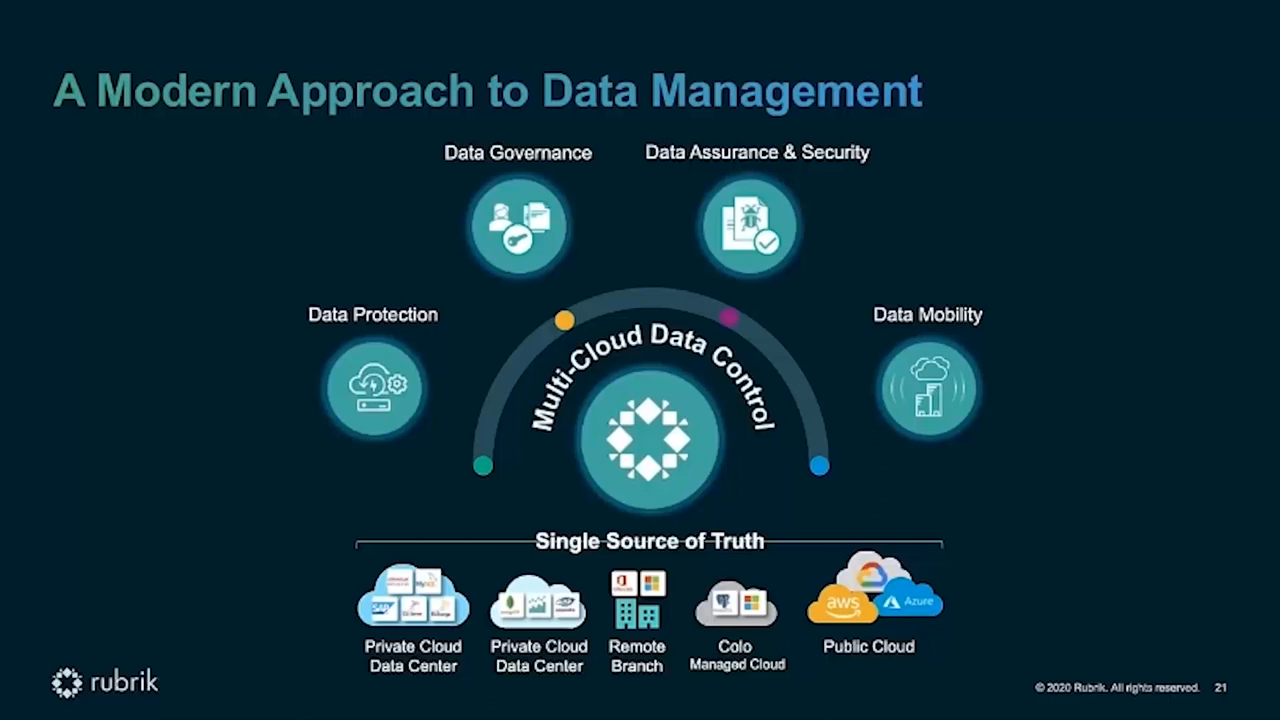 A Modern Approach to Data Management
Data Governance
Data Assurance & Security
Data Protection
Data Mobility
Multi-Cloud Data Control
Single Source of Truth
MySQL
SAP
aws
Azure
Private Cloud
Data Center
Private Cloud
Data Center
Remote
Branch
Colo
Managed Cloud
Public Cloud
rubrik
© 2020 Rubrik. All rights reserved.
21